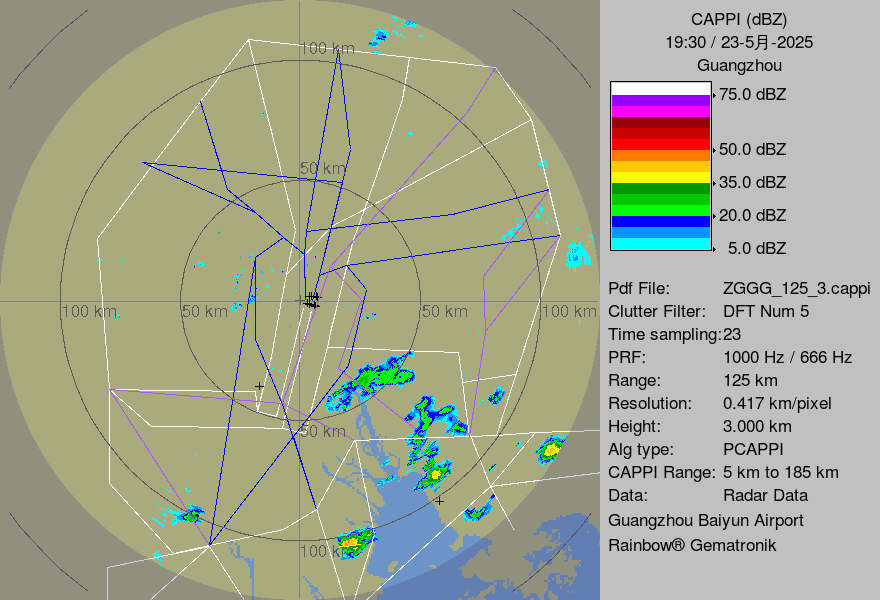 CAPPI (dBZ)
19:30 / 23-5月-2025
Guangzhou
75.0 dBZ
50.0 dBZ
35.0 dBZ
20.0 dBZ
5.0 dBZ
Pdf File: ZGGG_125_3.cappi
Clutter Filter: DFT Num 5
Time sampling:23
PRF: 1000 Hz / 666 Hz
Range: 125 km
Resolution: 0.417 km/pixel
Height: 3.000 km
Alg type: PCAPPI
CAPPI Range: 5 km to 185 km
Data: Radar Data
Guangzhou Baiyun Airport
Rainbow® Gematronik
100 km
50 km
100 km
50 km
50 km
100 km
50 km
100 km